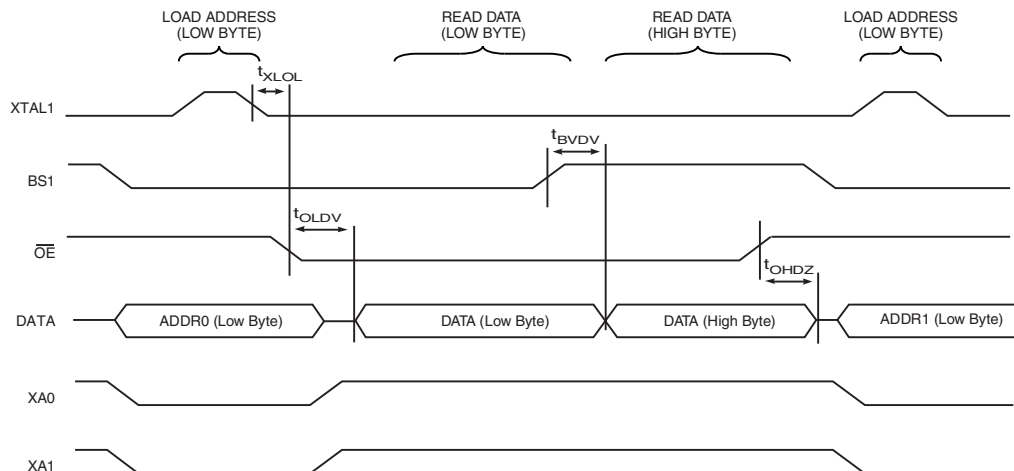 LOAD ADDRESS
(LOW BYTE)
READ DATA
(LOW BYTE)
READ DATA
(HIGH BYTE)
LOAD ADDRESS
(LOW BYTE)
tXLOL
XTAL1
tBVDV
BS1
tOLDV
OE
tOHDZ
DATA
ADDR0 (Low Byte)
DATA (Low Byte)
DATA (High Byte)
ADDR1 (Low Byte)
XA0
XA1